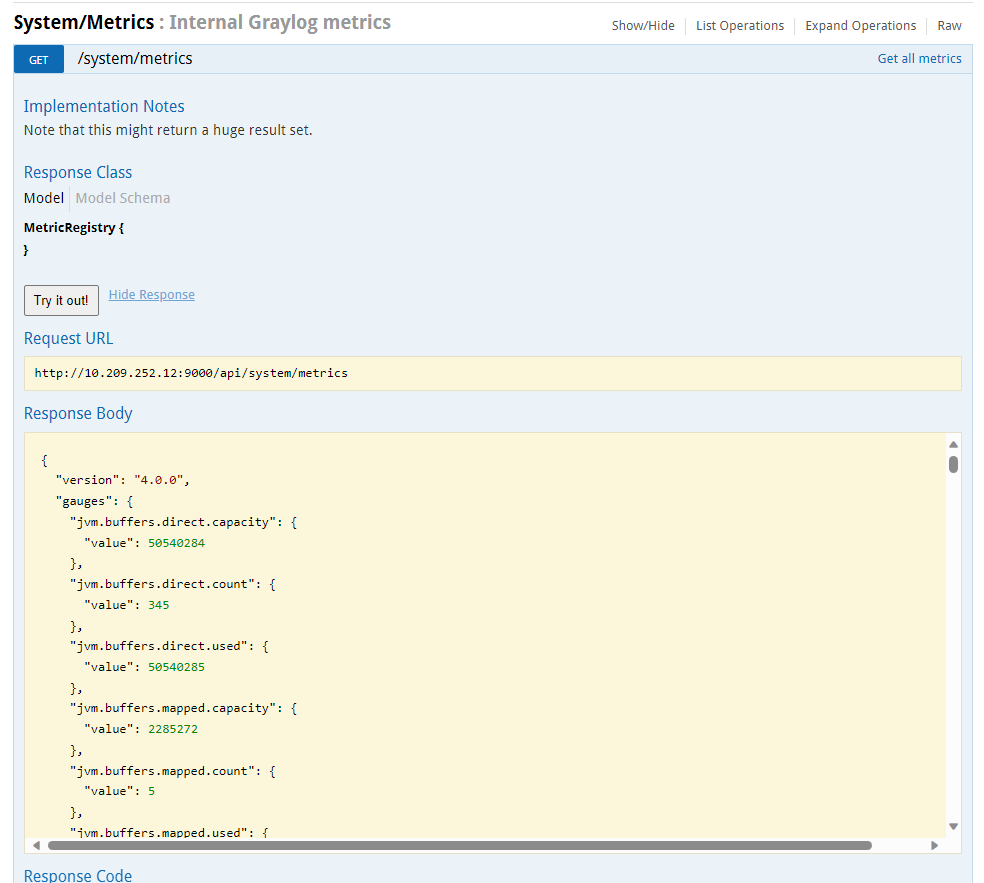 System/Metrics : Internal Graylog metrics
Show/Hide
List Operations
Expand Operations
Raw
GET
/system/metrics
Get all metrics
Implementation Notes
Note that this might return a huge result set.
Response Class
Model
Model Schema
MetricRegistry {
}
Try it out!
Hide Response
Request URL
http://10.209.252.12:9000/api/system/metrics
Response Body
{
  "version": "4.0.0",
  "gauges": {
    "jvm.buffers.direct.capacity": {
      "value": 50540284
    },
    "jvm.buffers.direct.count": {
      "value": 345
    },
    "jvm.buffers.direct.used": {
      "value": 50540285
    },
    "jvm.buffers.mapped.capacity": {
      "value": 2285272
    },
    "jvm.buffers.mapped.count": {
      "value": 5
    },
    "jvm.buffers.mapped.used": {
Response Code